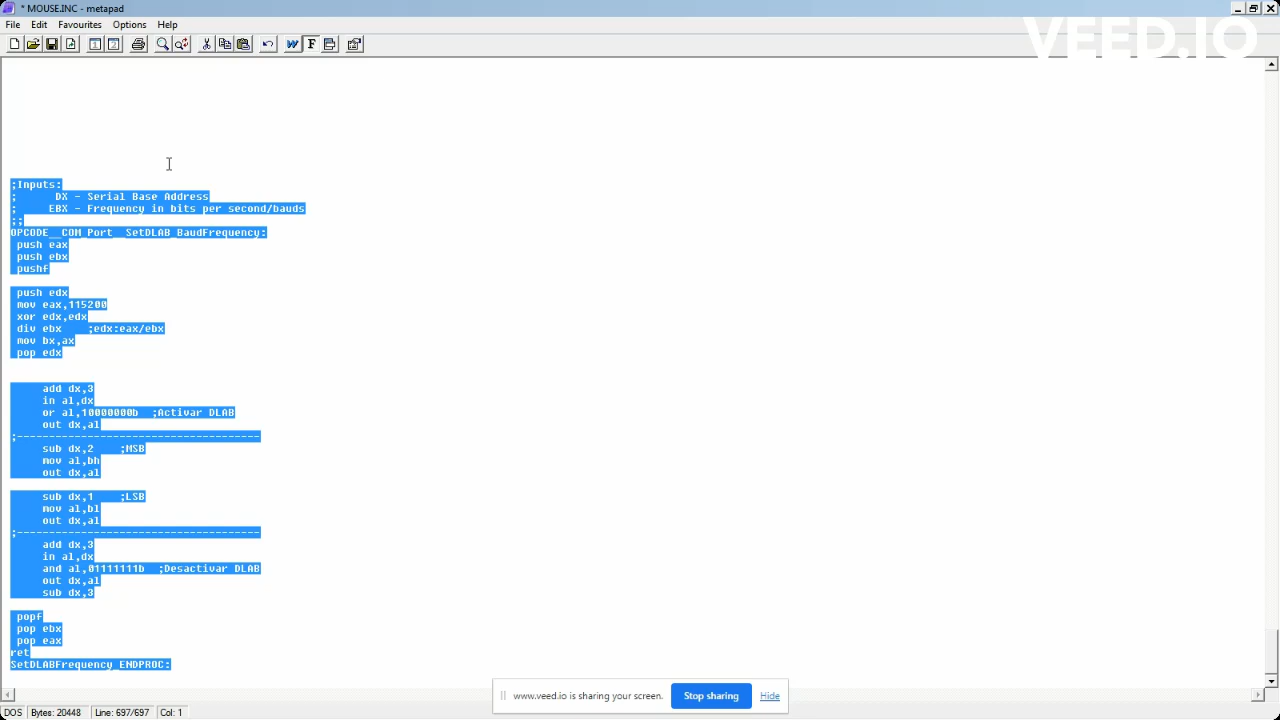 * MOUSE.INC - metapad
File Edit Favourites Options Help
VEED.IO
;Inputs:
; DX - Serial Base Address
; EBX - Frequency in bits per second/bauds
;;
OPCODE__COM_Port__SetDLAB_BaudFrequency:
push eax
push ebx
pushf
push edx
mov eax,115200
xor edx,edx
div ebx ;edx:eax/ebx
mov bx,ax
pop edx
add dx,3
in al,dx
or al,10000000b ;Activar DLAB
out dx,al
;--------------------------------------
sub dx,2 ;MSB
mov al,bh
out dx,al
sub dx,1 ;LSB
mov al,bl
out dx,al
;--------------------------------------
add dx,3
in al,dx
and al,01111111b ;Desactivar DLAB
out dx,al
sub dx,3
popf
pop ebx
pop eax
ret
SetDLABFrequency_ENDPROC:
www.veed.io is sharing your screen. Stop sharing Hide
DOS Bytes: 20448 Line: 697/697 Col: 1